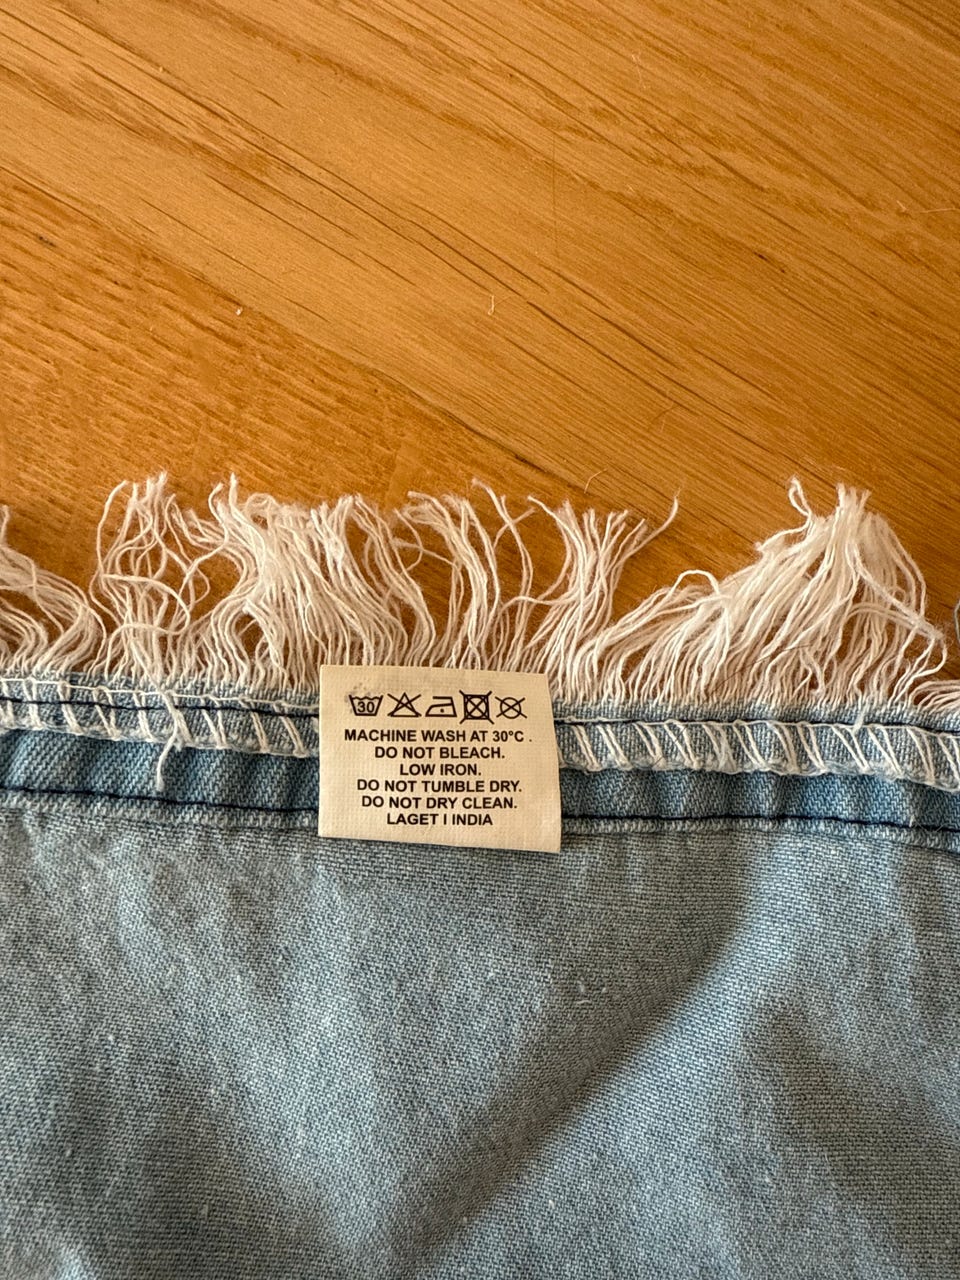 30
MACHINE WASH AT 30°C .
DO NOT BLEACH.
LOW IRON.
DO NOT TUMBLE DRY.
DO NOT DRY CLEAN.
LAGET I INDIA